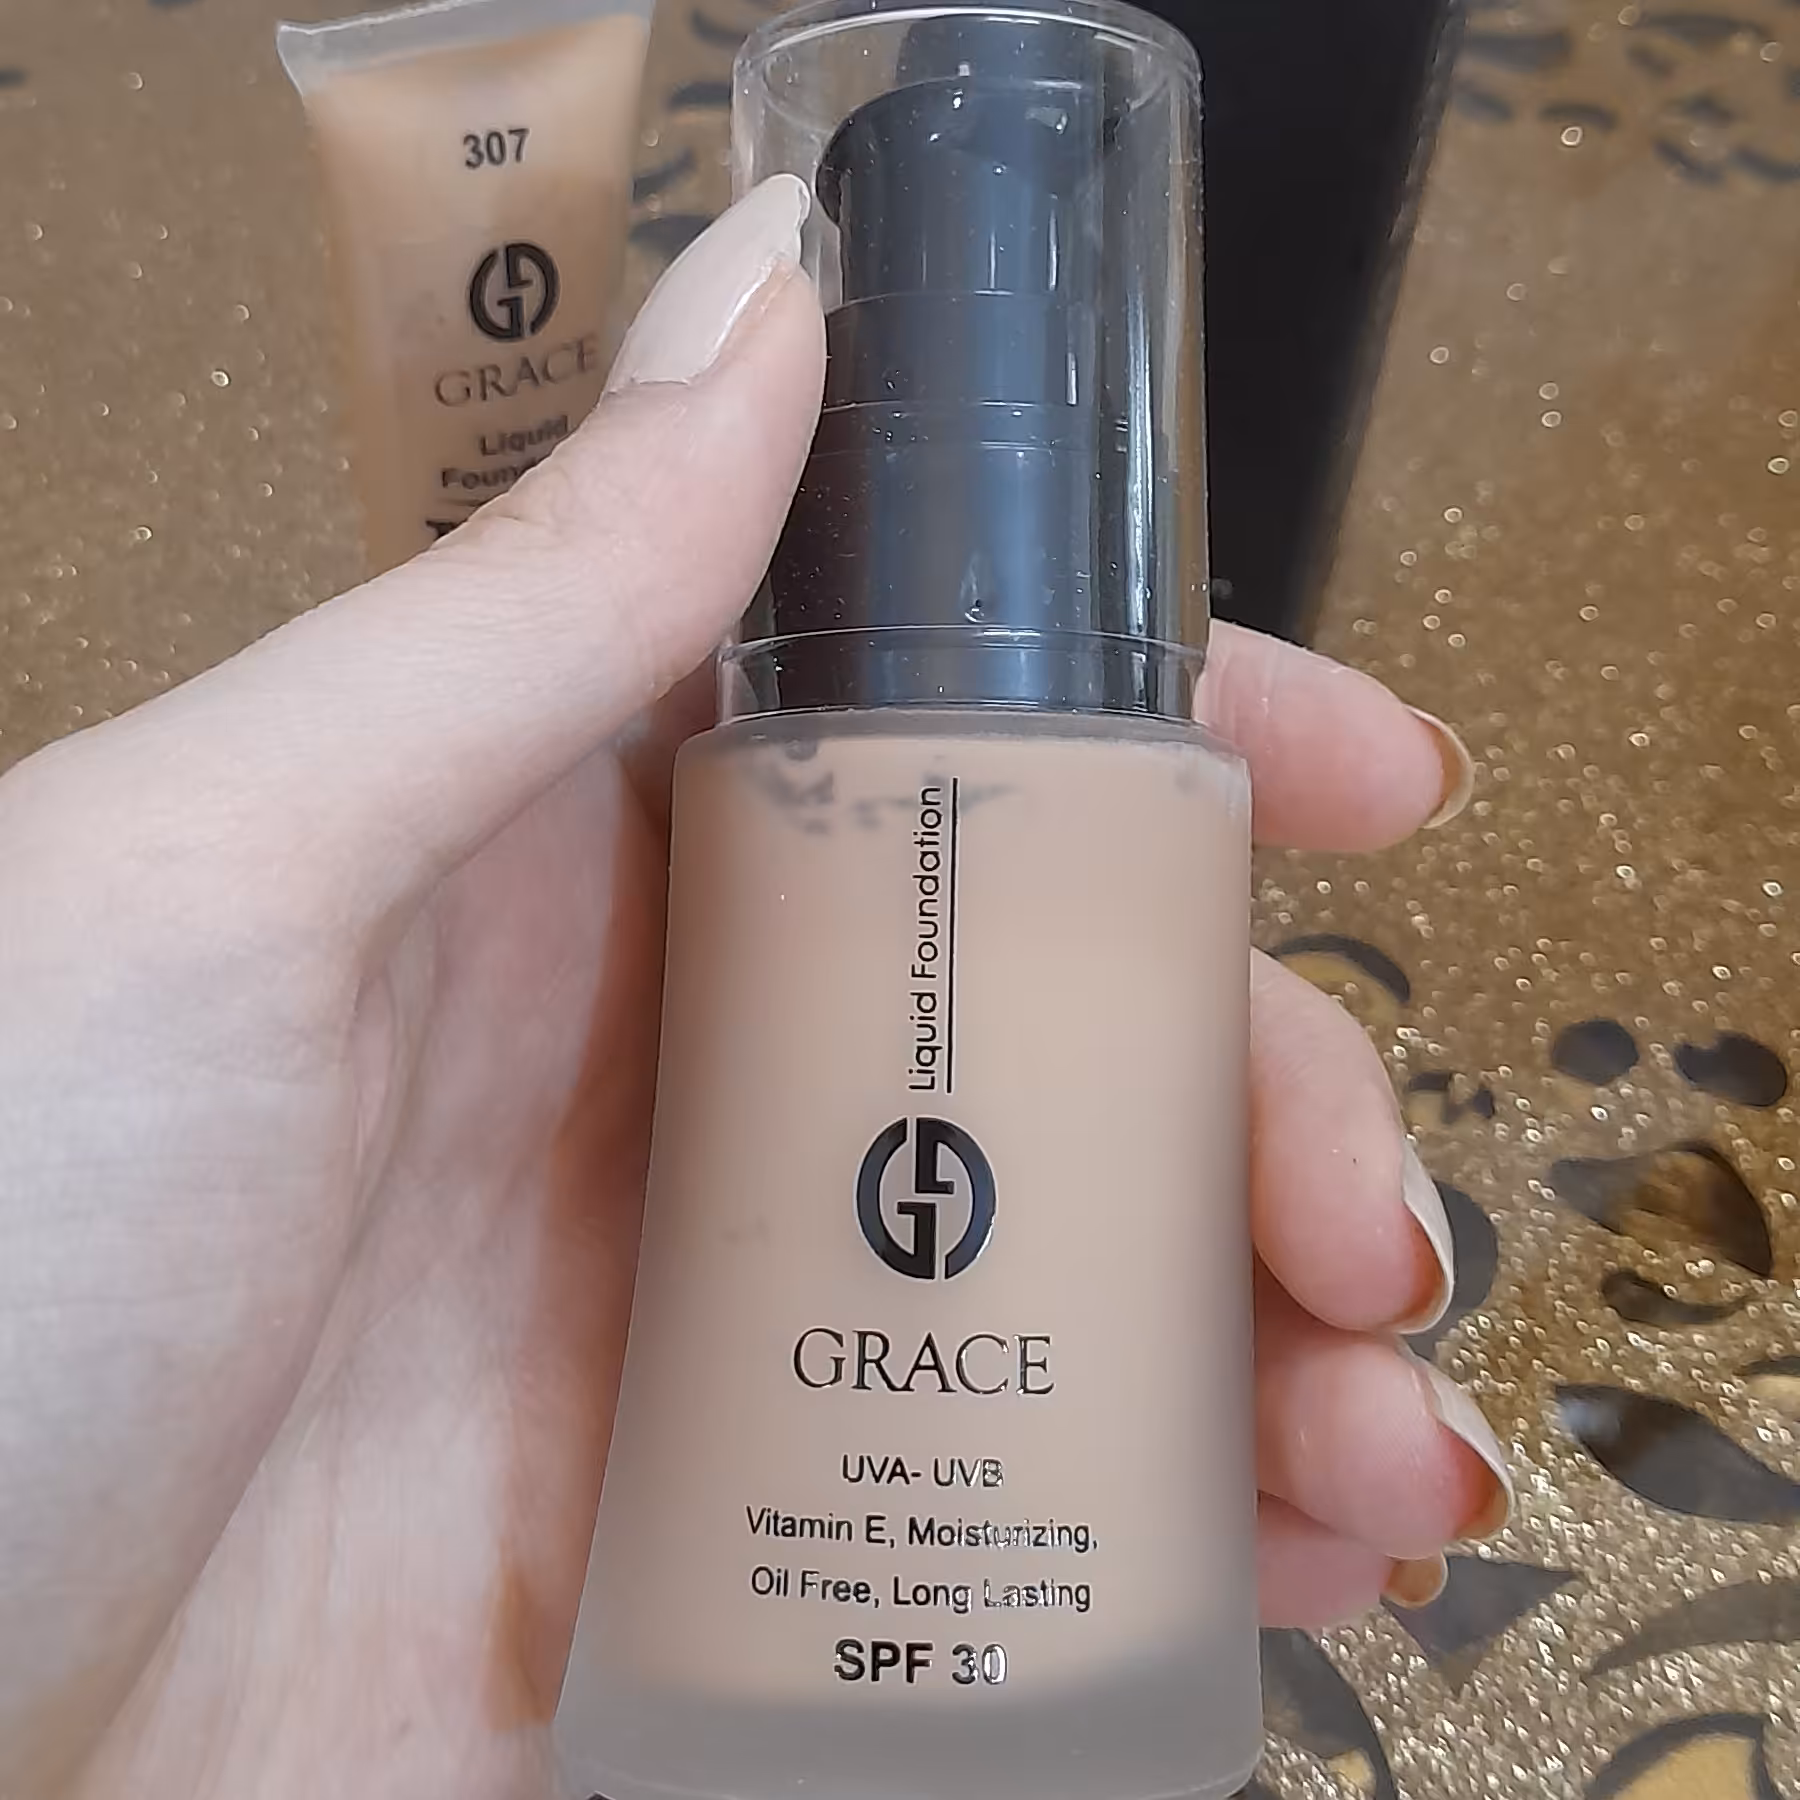 307
GRACE
Liquid
Liquid Foundation
GRACE
UVA- UVB
Vitamin E, Moisturizing,
Oil Free, Long Lasting
SPF 30